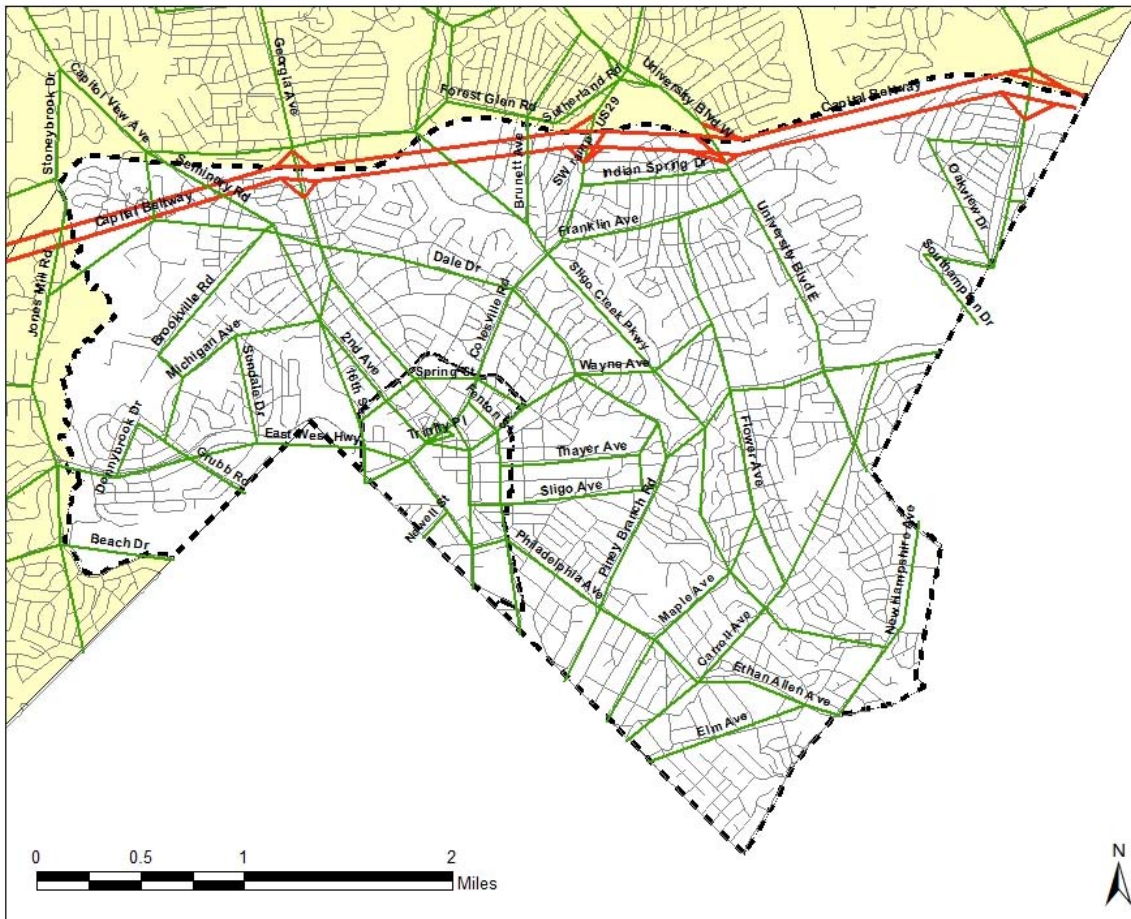 Georgia Ave
Capitol View Ave
Stoneybrook Dr
Forest Glen Rd
Sutherland Rd
University Blvd W
Capital Beltway
SW ramp US29
Brunett Ave
Indian Spring Dr
Seminary Rd
Capital Beltway
Oakview Dr
Franklin Ave
University Blvd E
Southampton Dr
Jones Mill Rd
Dale Dr
Sligo Creek Pkwy
Brookville Rd
Colesville Rd
Michigan Ave
Sundale Dr
2nd Ave
16th St
Spring St
Fenton St
Wayne Ave
Trinity Pl
East West Hwy
Donnybrook Dr
Grubb Rd
Thayer Ave
Flower Ave
Sligo Ave
Piney Branch Rd
Newell St
Beach Dr
Philadelphia Ave
New Hampshire Ave
Maple Ave
Carroll Ave
Ethan Allen Ave
Elm Ave
0 0.5 1 2
Miles
N